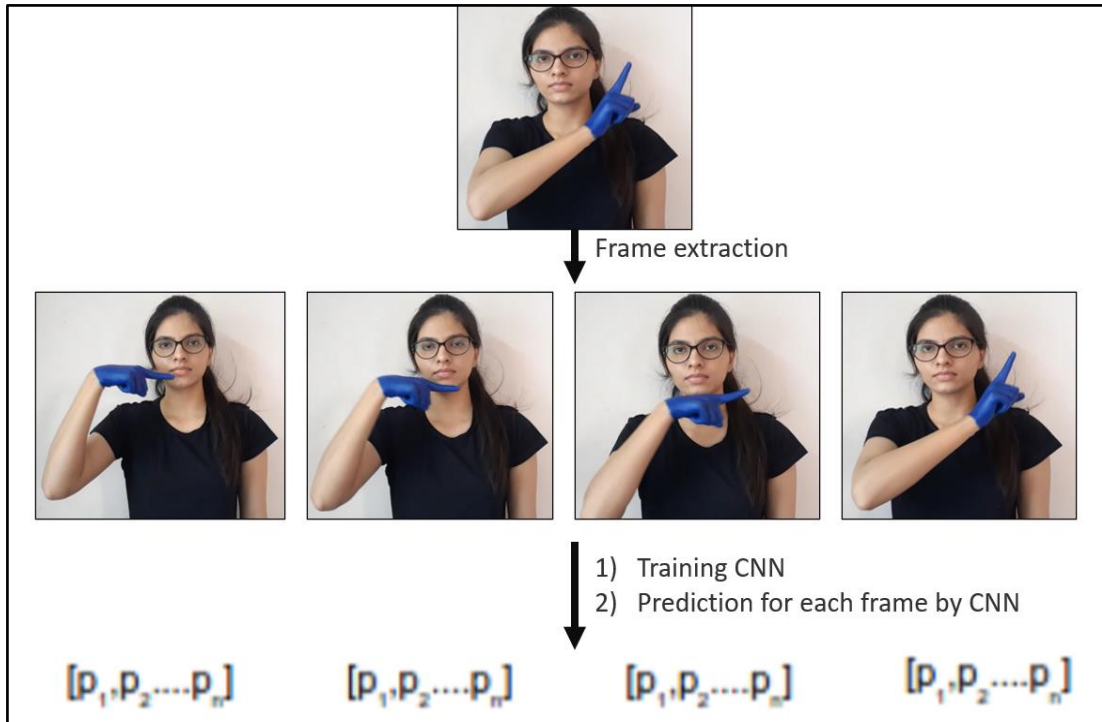 Frame extraction
1) Training CNN
2) Prediction for each frame by CNN
[p₁,p₂....pₙ] [p₁,p₂....pₙ] [p₁,p₂....pₙ] [p₁,p₂....pₙ]